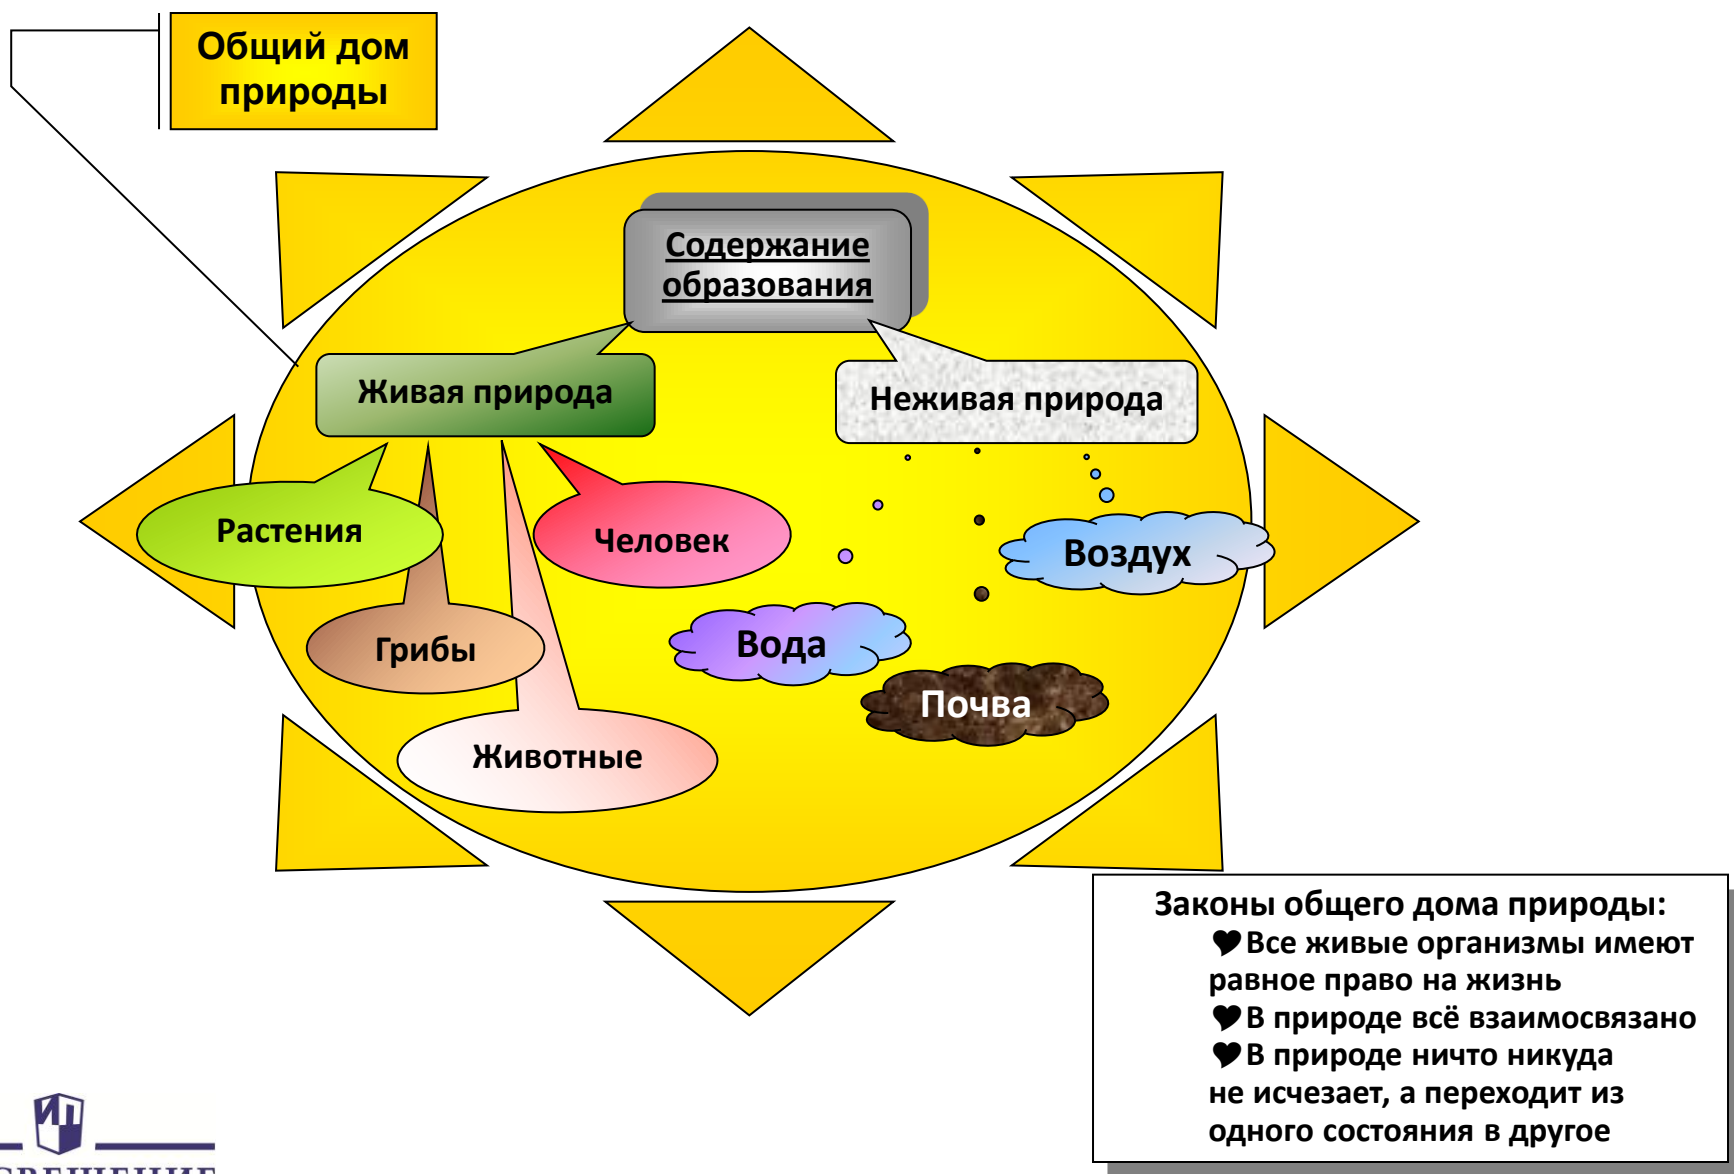 Общий дом
природы
Содержание
образования
Живая природа
Неживая природа
Растения
Человек
Воздух
Грибы
Вода
Почва
Животные
Законы общего дома природы:
Все живые организмы имеют
равное право на жизнь
В природе всё взаимосвязано
В природе ничто никуда
не исчезает, а переходит из
одного состояния в другое
ИП